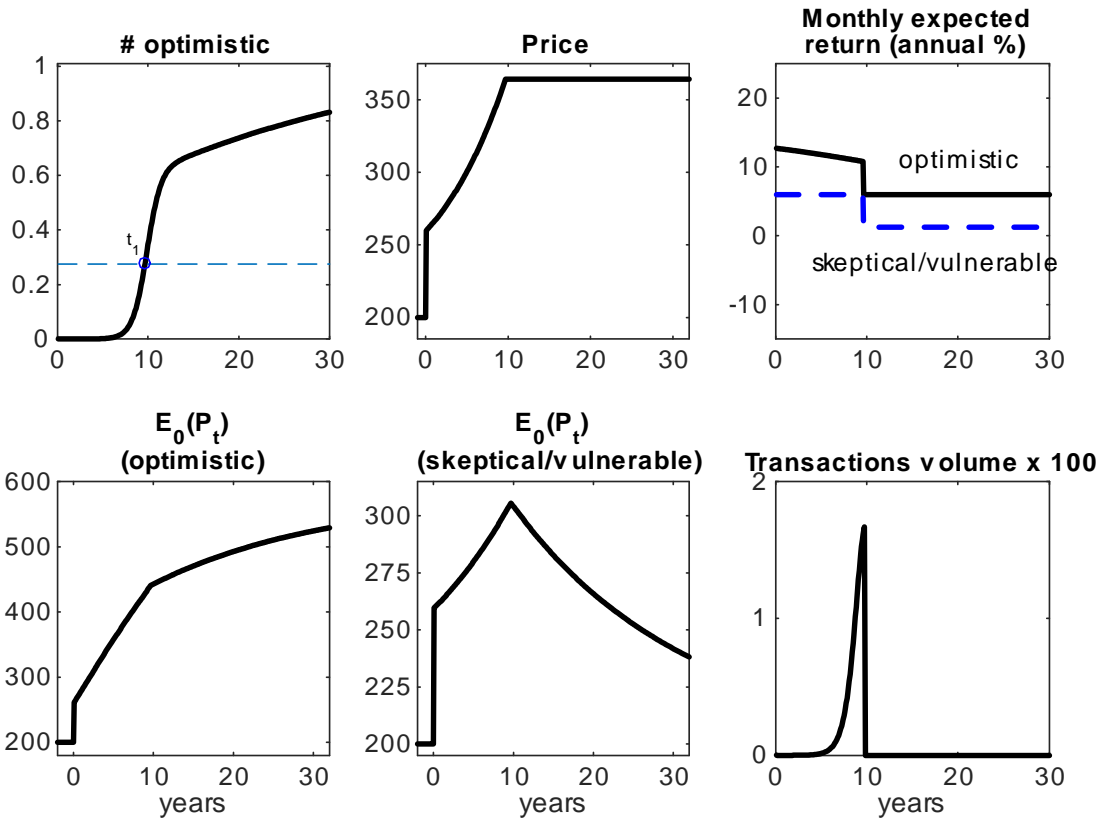 # optimistic
1
0.8
0.6
0.4
0.2
0
t1
0 10 20 30
Price
350
300
250
200
0 10 20 30
Monthly expected
return (annual %)
20
10
0
-10
optimistic
skeptical/vulnerable
0 10 20 30
E0(Pt)
(optimistic)
600
500
400
300
200
0 10 20 30
years
E0(Pt)
(skeptical/vulnerable)
300
275
250
225
200
0 10 20 30
years
Transactions volume x 100
2
1
0
0 10 20 30
years